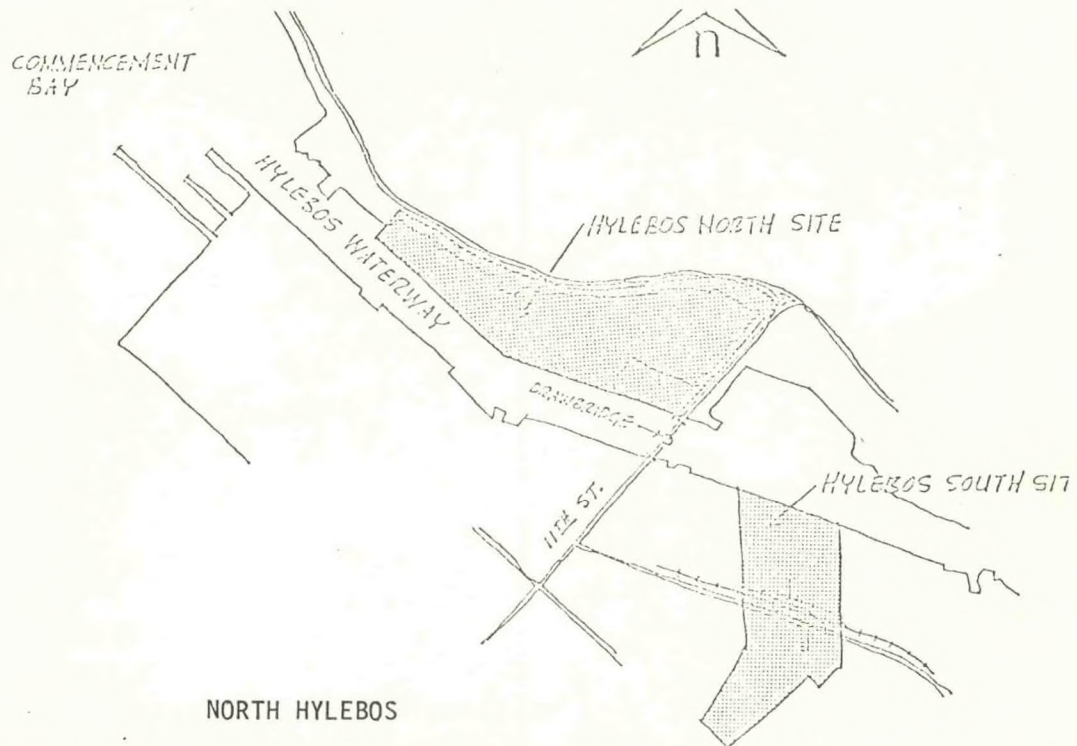 COMMENCEMENT
BAY
n
HYLEBOS WATERWAY
HYLEBOS NORTH SITE
DRAWBRIDGE
HYLEBOS SOUTH SIT
11TH ST.
NORTH HYLEBOS